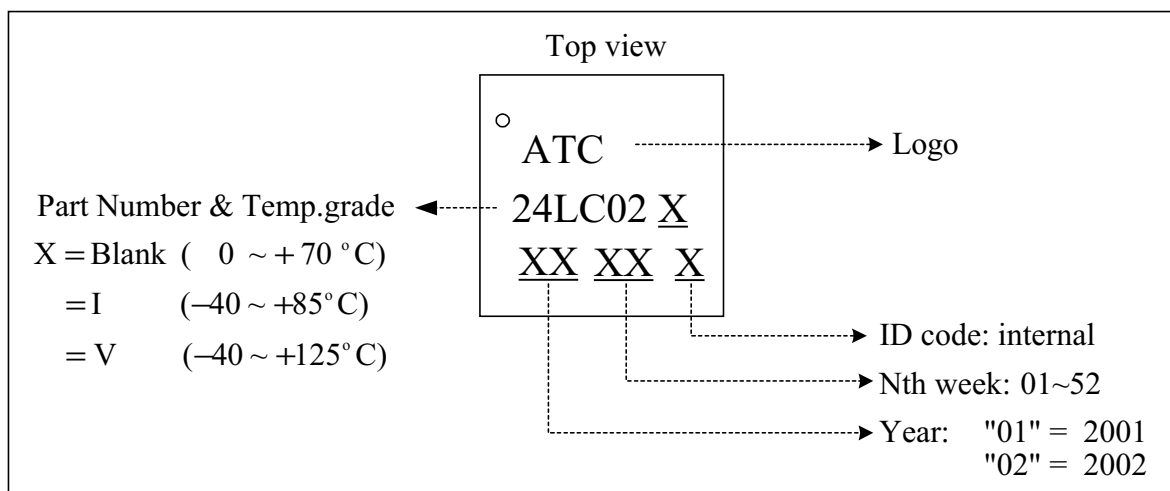 Top view
ATC
Logo
Part Number & Temp.grade
24LC02 X
X = Blank ( 0 ~ + 70 °C)
= I (−40 ~ +85°C)
= V (−40 ~ +125°C)
XX XX X
ID code: internal
Nth week: 01~52
Year: "01" = 2001
"02" = 2002